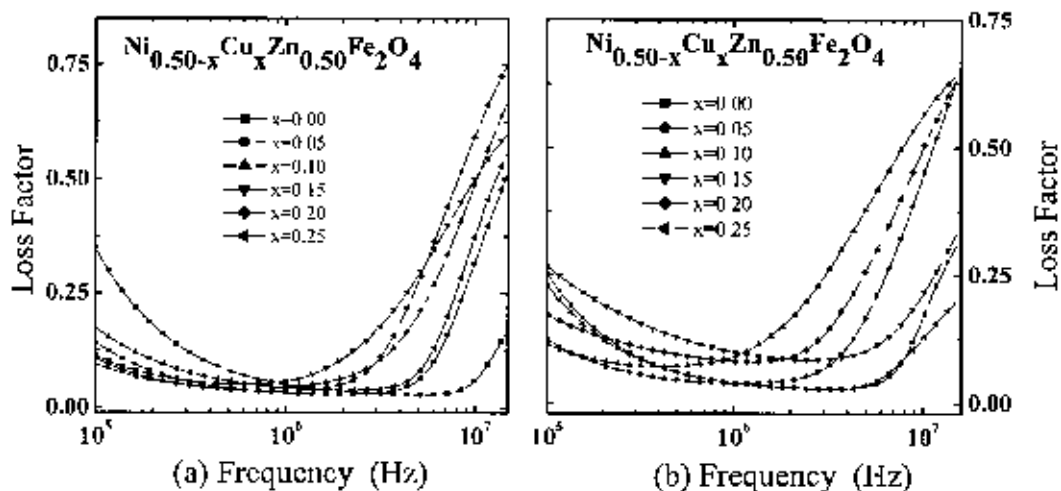 Ni0.50-xCuxZn0.50Fe2O4
0.75
0.50
0.25
0.00
Loss Factor
x=0.00
x=0.05
x=0.10
x=0.15
x=0.20
x=0.25
10^5
10^6
10^7
(a) Frequency (Hz)
Ni0.50-xCuxZn0.50Fe2O4
x=0.00
x=0.05
x=0.10
x=0.15
x=0.20
x=0.25
0.75
0.50
0.25
0.00
Loss Factor
10^5
10^6
10^7
(b) Frequency (Hz)